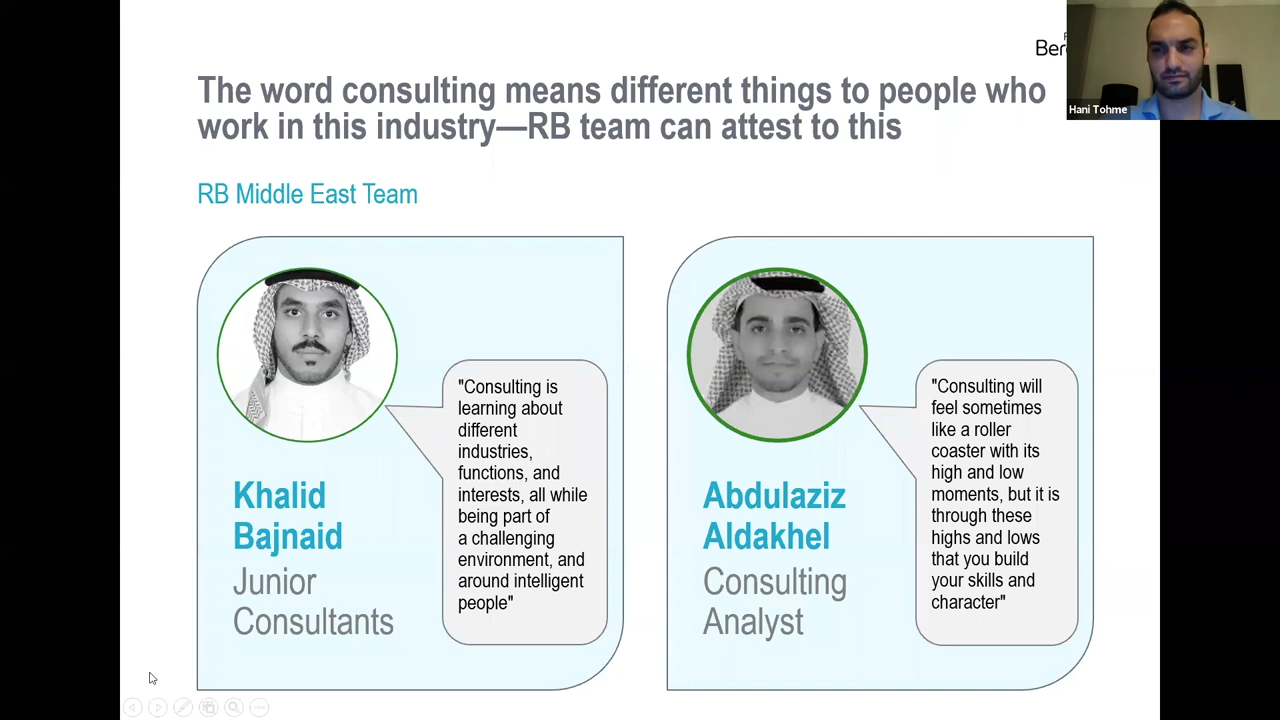 Ber
Hani Tohme
The word consulting means different things to people who
work in this industry—RB team can attest to this
RB Middle East Team
"Consulting is
learning about
different
industries,
functions, and
interests, all while
being part of
a challenging
environment, and
around intelligent
people"
Khalid
Bajnaid
Junior
Consultants
"Consulting will
feel sometimes
like a roller
coaster with its
high and low
moments, but it is
through these
highs and lows
that you build
your skills and
character"
Abdulaziz
Aldakhel
Consulting
Analyst